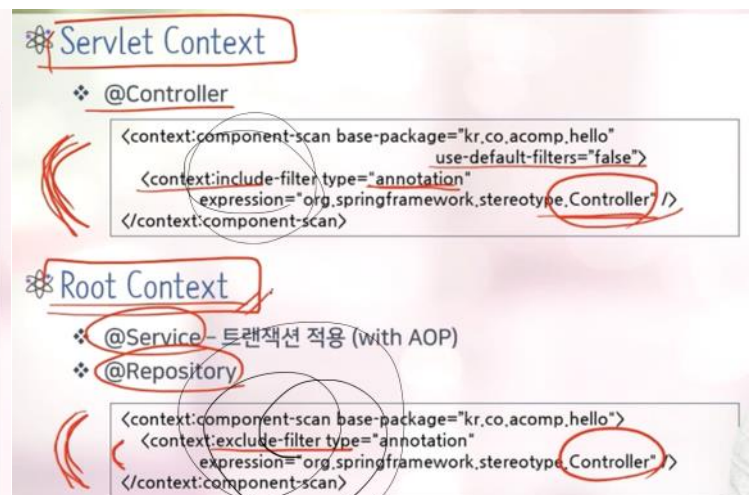 Servlet Context
@Controller
<context:component-scan base-package="kr.co.acomp.hello"
use-default-filters="false">
<context:include-filter type="annotation"
expression="org.springframework.stereotype.Controller" />
</context:component-scan>
Root Context
@Service - 트랜잭션 적용 (with AOP)
@Repository
<context:component-scan base-package="kr.co.acomp.hello">
<context:exclude-filter type="annotation"
expression="org.springframework.stereotype.Controller" />
</context:component-scan>